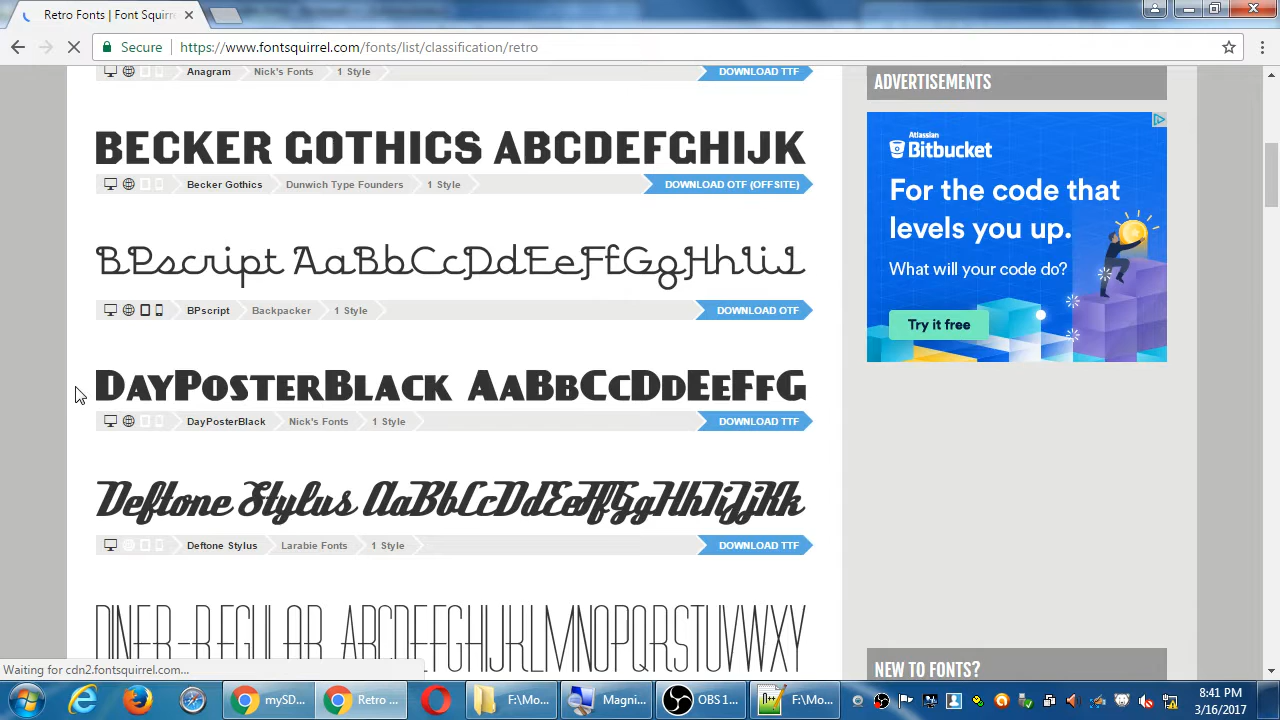 Retro Fonts | Font Squirr
Secure
https://www.fontsquirrel.com/fonts/list/classification/retro
Anagram Nick's Fonts 1 Style DOWNLOAD TTF
BECKER GOTHICS ABCDEFGHIJK
Becker Gothics Dunwich Type Founders 1 Style DOWNLOAD OTF (OFFSITE)
BPscript AaBbCcDdEeFfGgHhIiI
BPscript Backpacker 1 Style DOWNLOAD OTF
DayPosterBlack AaBbCcDdEeFfG
DayPosterBlack Nick's Fonts 1 Style DOWNLOAD TTF
Deftone Stylus AaBbCcDdEeFfGgHhIijJjKk
Deftone Stylus Larabie Fonts 1 Style DOWNLOAD TTF
DINER-REGULAR ABCDEFGHIJKLMNOPQRSTUVWXY
ADVERTISEMENTS
Atlassian
Bitbucket
For the code that
levels you up.
What will your code do?
Try it free
NEW TO FONTS?
Waiting for cdn2.fontsquirrel.com...
mySD...
Retro ...
F:\Mo...
Magni...
OBS 1...
F:\Mo...
8:41 PM
3/16/2017